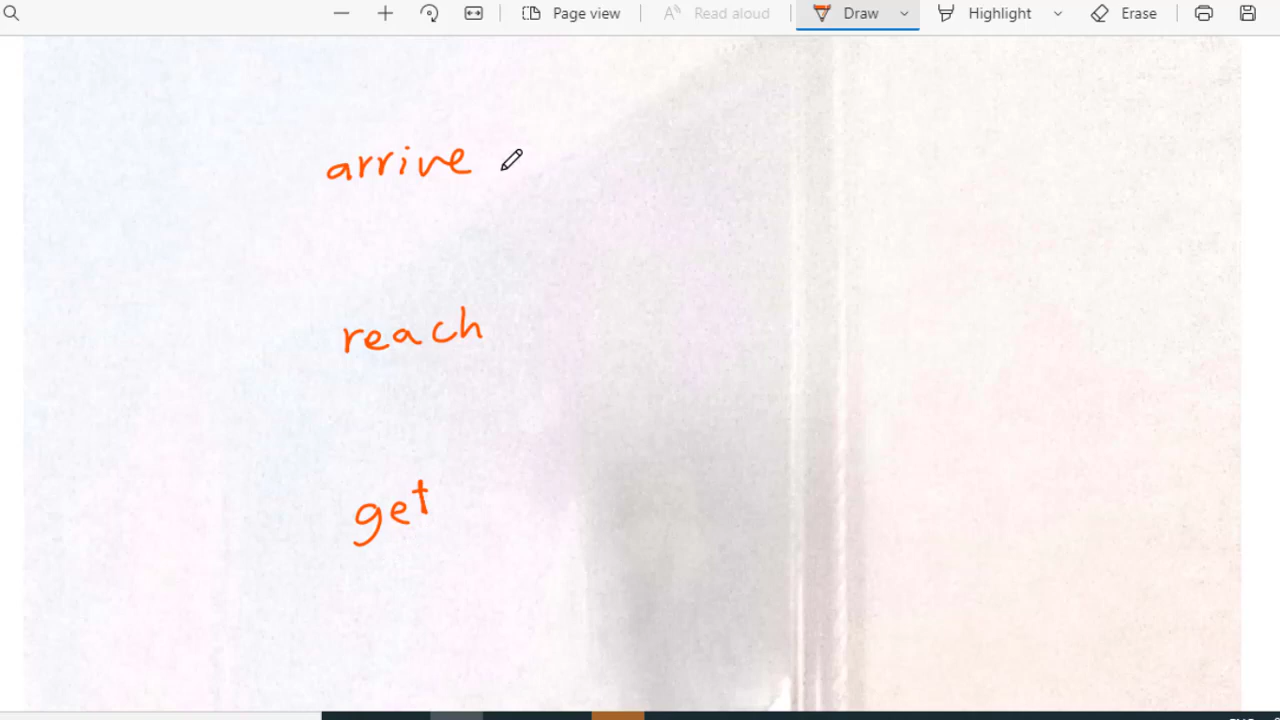 Page view
Read aloud
Draw
Highlight
Erase
arrive
reach
get